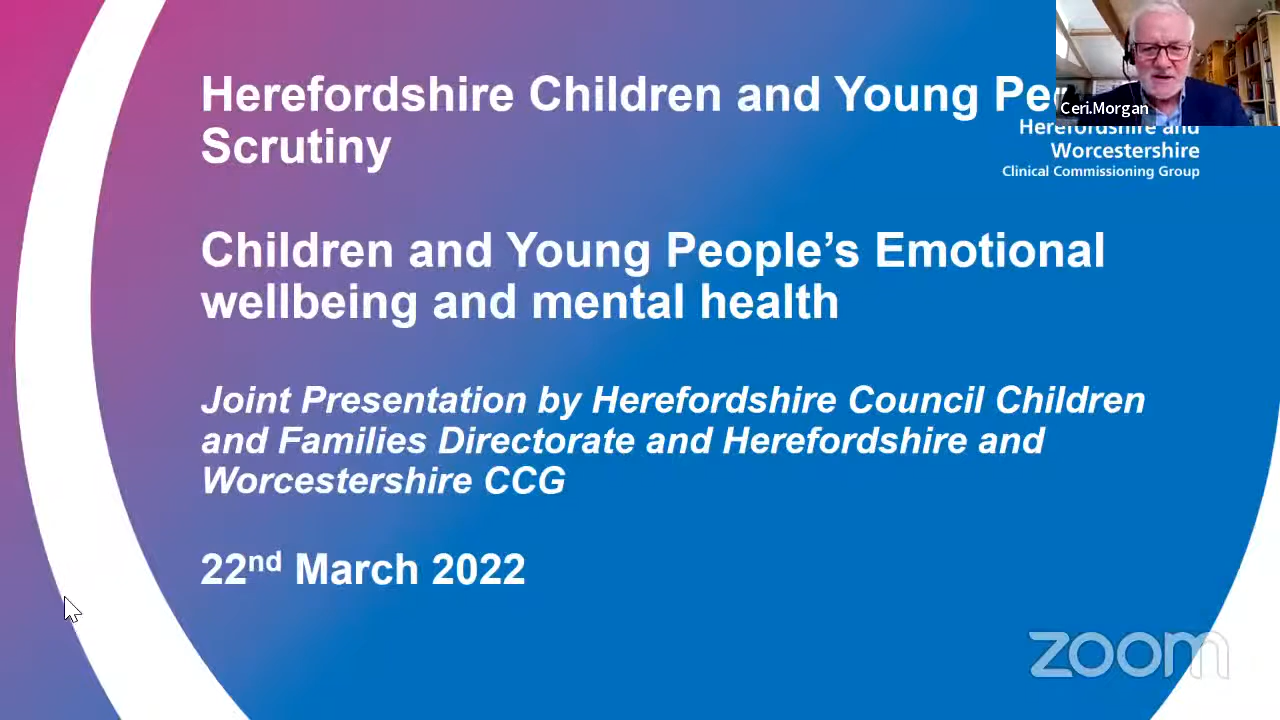 Herefordshire Children and Young
Scrutiny
Ceri.Morgan
Herefordshire and
Worcestershire
Clinical Commissioning Group
Children and Young People’s Emotional
wellbeing and mental health
Joint Presentation by Herefordshire Council Children
and Families Directorate and Herefordshire and
Worcestershire CCG
22nd March 2022
zoom